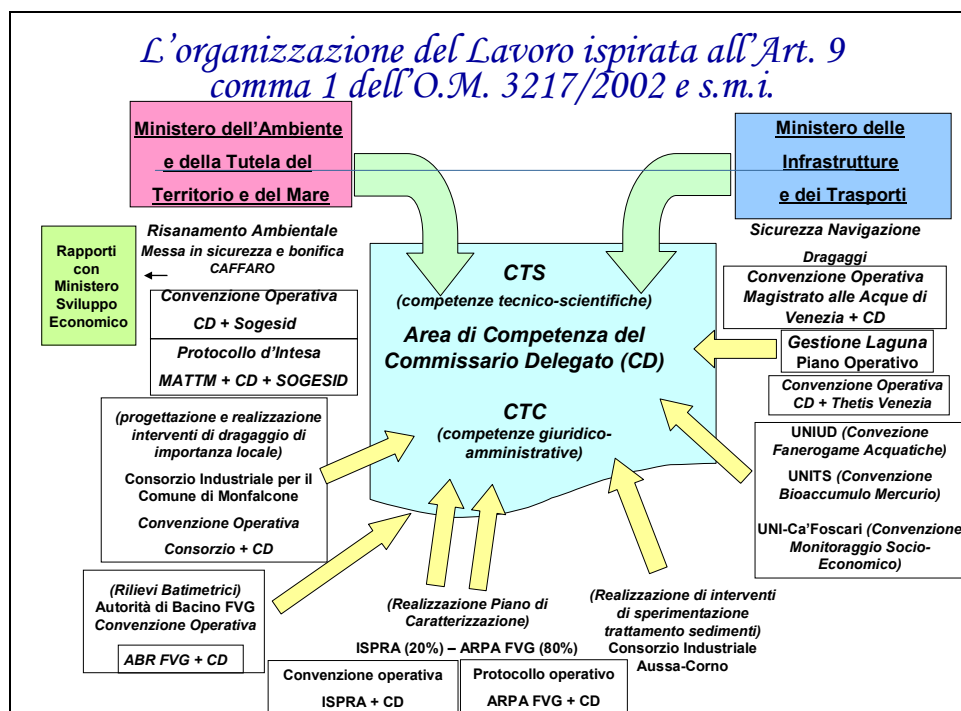 L'organizzazione del Lavoro ispirata all'Art. 9
comma 1 dell'O.M. 3217/2002 e s.m.i.
Ministero dell'Ambiente
e della Tutela del
Territorio e del Mare
Ministero delle
Infrastrutture
e dei Trasporti
Rapporti
con
Ministero
Sviluppo
Economico
Risanamento Ambientale
Messa in sicurezza e bonifica
CAFFARO
Convenzione Operativa
CD + Sogesid
Protocollo d'Intesa
MATTM + CD + SOGESID
(progettazione e realizzazione
interventi di dragaggio di
importanza locale)
Consorzio Industriale per il
Comune di Monfalcone
Convenzione Operativa
Consorzio + CD
(Rilievi Batimetrici)
Autorità di Bacino FVG
Convenzione Operativa
ABR FVG + CD
CTS
(competenze tecnico-scientifiche)
Area di Competenza del
Commissario Delegato (CD)
CTC
(competenze giuridico-
amministrative)
Sicurezza Navigazione
Dragaggi
Convenzione Operativa
Magistrato alle Acque di
Venezia + CD
Gestione Laguna
Piano Operativo
Convenzione Operativa
CD + Thetis Venezia
UNIUD (Convezione
Fanerogame Acquatiche)
UNITS (Convenzione
Bioaccumulo Mercurio)
UNI-Ca'Foscari (Convenzione
Monitoraggio Socio-
Economico)
(Realizzazione Piano di
Caratterizzazione)
ISPRA (20%) – ARPA FVG (80%)
Convenzione operativa
ISPRA + CD
Protocollo operativo
ARPA FVG + CD
(Realizzazione di interventi
di sperimentazione
trattamento sedimenti)
Consorzio Industriale
Aussa-Corno